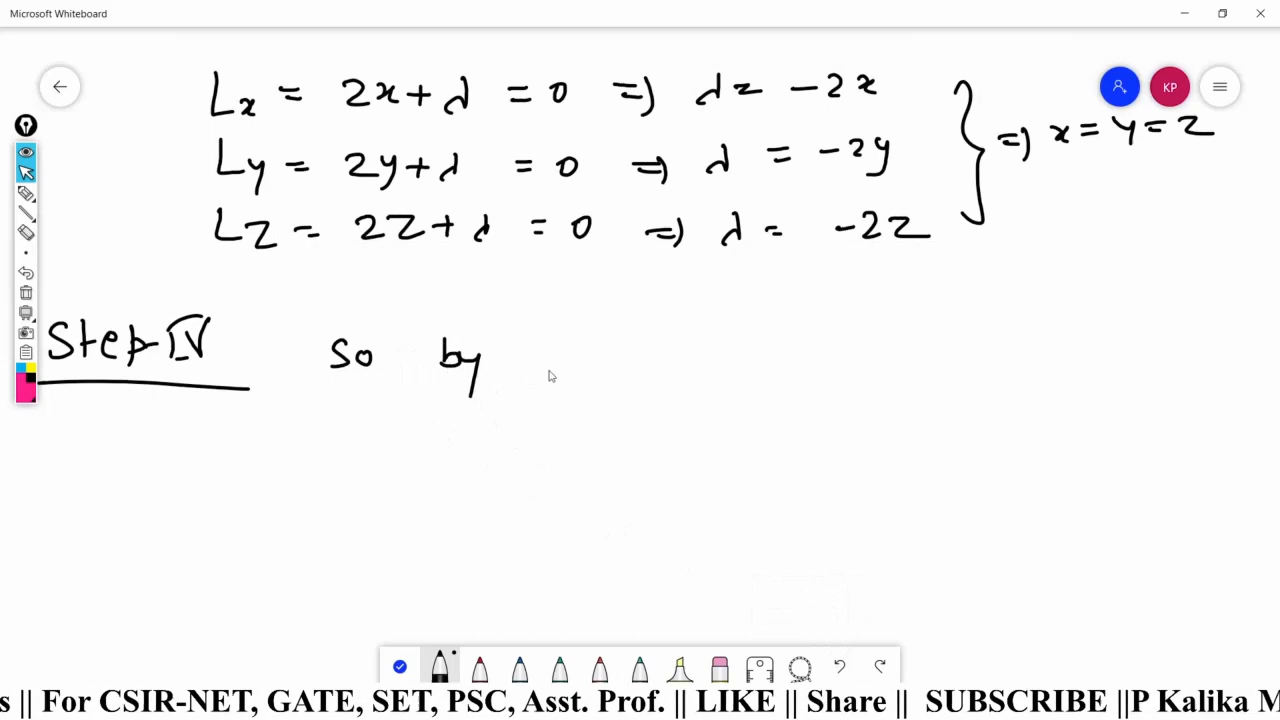 Microsoft Whiteboard
Lx = 2x+λ = 0 => λ = -2x
KP
Ly = 2y+λ = 0 => λ = -2y
=> x = y = z
Lz = 2z+λ = 0 => λ = -2z
Step-IV so by
s || For CSIR-NET, GATE, SET, PSC, Asst. Prof. || LIKE || Share || SUBSCRIBE ||P Kalika M